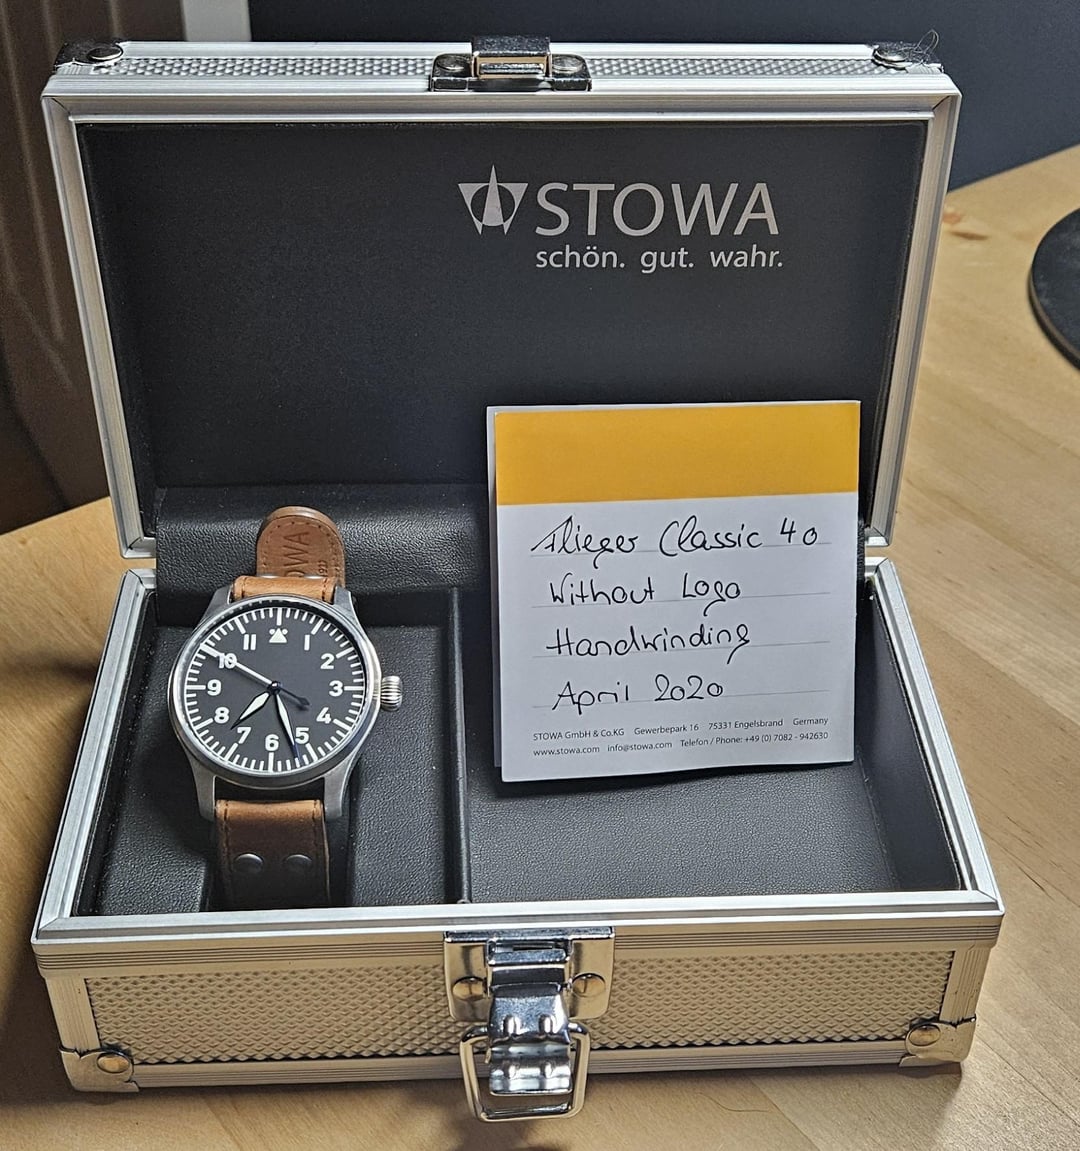 STOWA
schön. gut. wahr.
Flieger Classic 40
Without Logo
Handwinding
April 2020
STOWA GmbH & Co.KG Gewerbepark 16 75331 Engelsbrand Germany
www.stowa.com info@stowa.com Telefon / Phone: +49 (0) 7082 - 942630
OWA
11 1
10 2
9 3
8 4
7 6 5